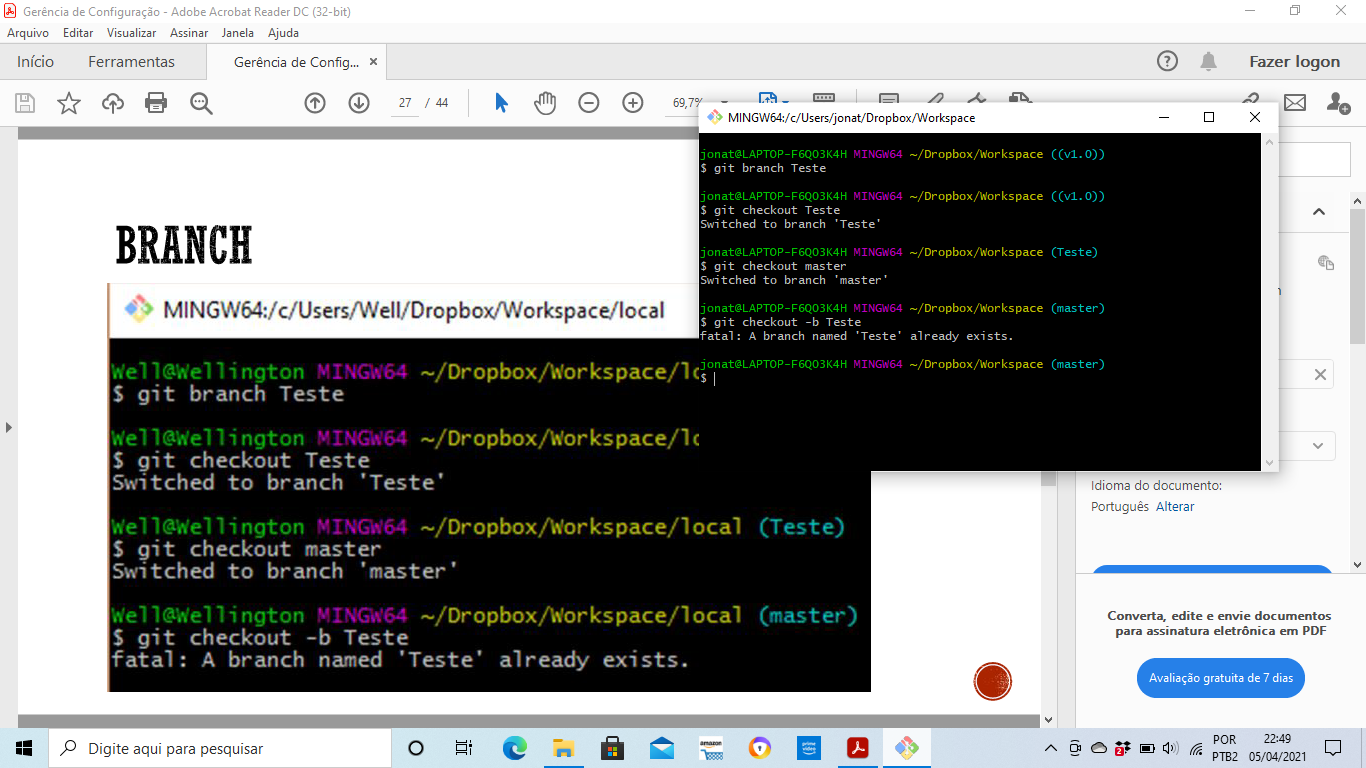 Gerência de Configuração - Adobe Acrobat Reader DC (32-bit)
Arquivo Editar Visualizar Assinar Janela Ajuda
Início Ferramentas Gerência de Config... × Fazer logon
27 / 44 69,7%
BRANCH
MINGW64:/c/Users/Well/Dropbox/Workspace/local
Well@Wellington MINGW64 ~/Dropbox/Workspace/lo
$ git branch Teste
Well@Wellington MINGW64 ~/Dropbox/Workspace/lo
$ git checkout Teste
Switched to branch 'Teste'
Well@Wellington MINGW64 ~/Dropbox/Workspace/local (Teste)
$ git checkout master
Switched to branch 'master'
Well@Wellington MINGW64 ~/Dropbox/Workspace/local (master)
$ git checkout -b Teste
fatal: A branch named 'Teste' already exists.
MINGW64:/c/Users/jonat/Dropbox/Workspace
jonat@LAPTOP-F6QO3K4H MINGW64 ~/Dropbox/Workspace ((v1.0))
$ git branch Teste
jonat@LAPTOP-F6QO3K4H MINGW64 ~/Dropbox/Workspace ((v1.0))
$ git checkout Teste
Switched to branch 'Teste'
jonat@LAPTOP-F6QO3K4H MINGW64 ~/Dropbox/Workspace (Teste)
$ git checkout master
Switched to branch 'master'
jonat@LAPTOP-F6QO3K4H MINGW64 ~/Dropbox/Workspace (master)
$ git checkout -b Teste
fatal: A branch named 'Teste' already exists.
jonat@LAPTOP-F6QO3K4H MINGW64 ~/Dropbox/Workspace (master)
$
Idioma do documento:
Português Alterar
Converta, edite e envie documentos
para assinatura eletrônica em PDF
Avaliação gratuita de 7 dias
Digite aqui para pesquisar
amazon
prime
video
2
POR
PTB2
22:49
05/04/2021